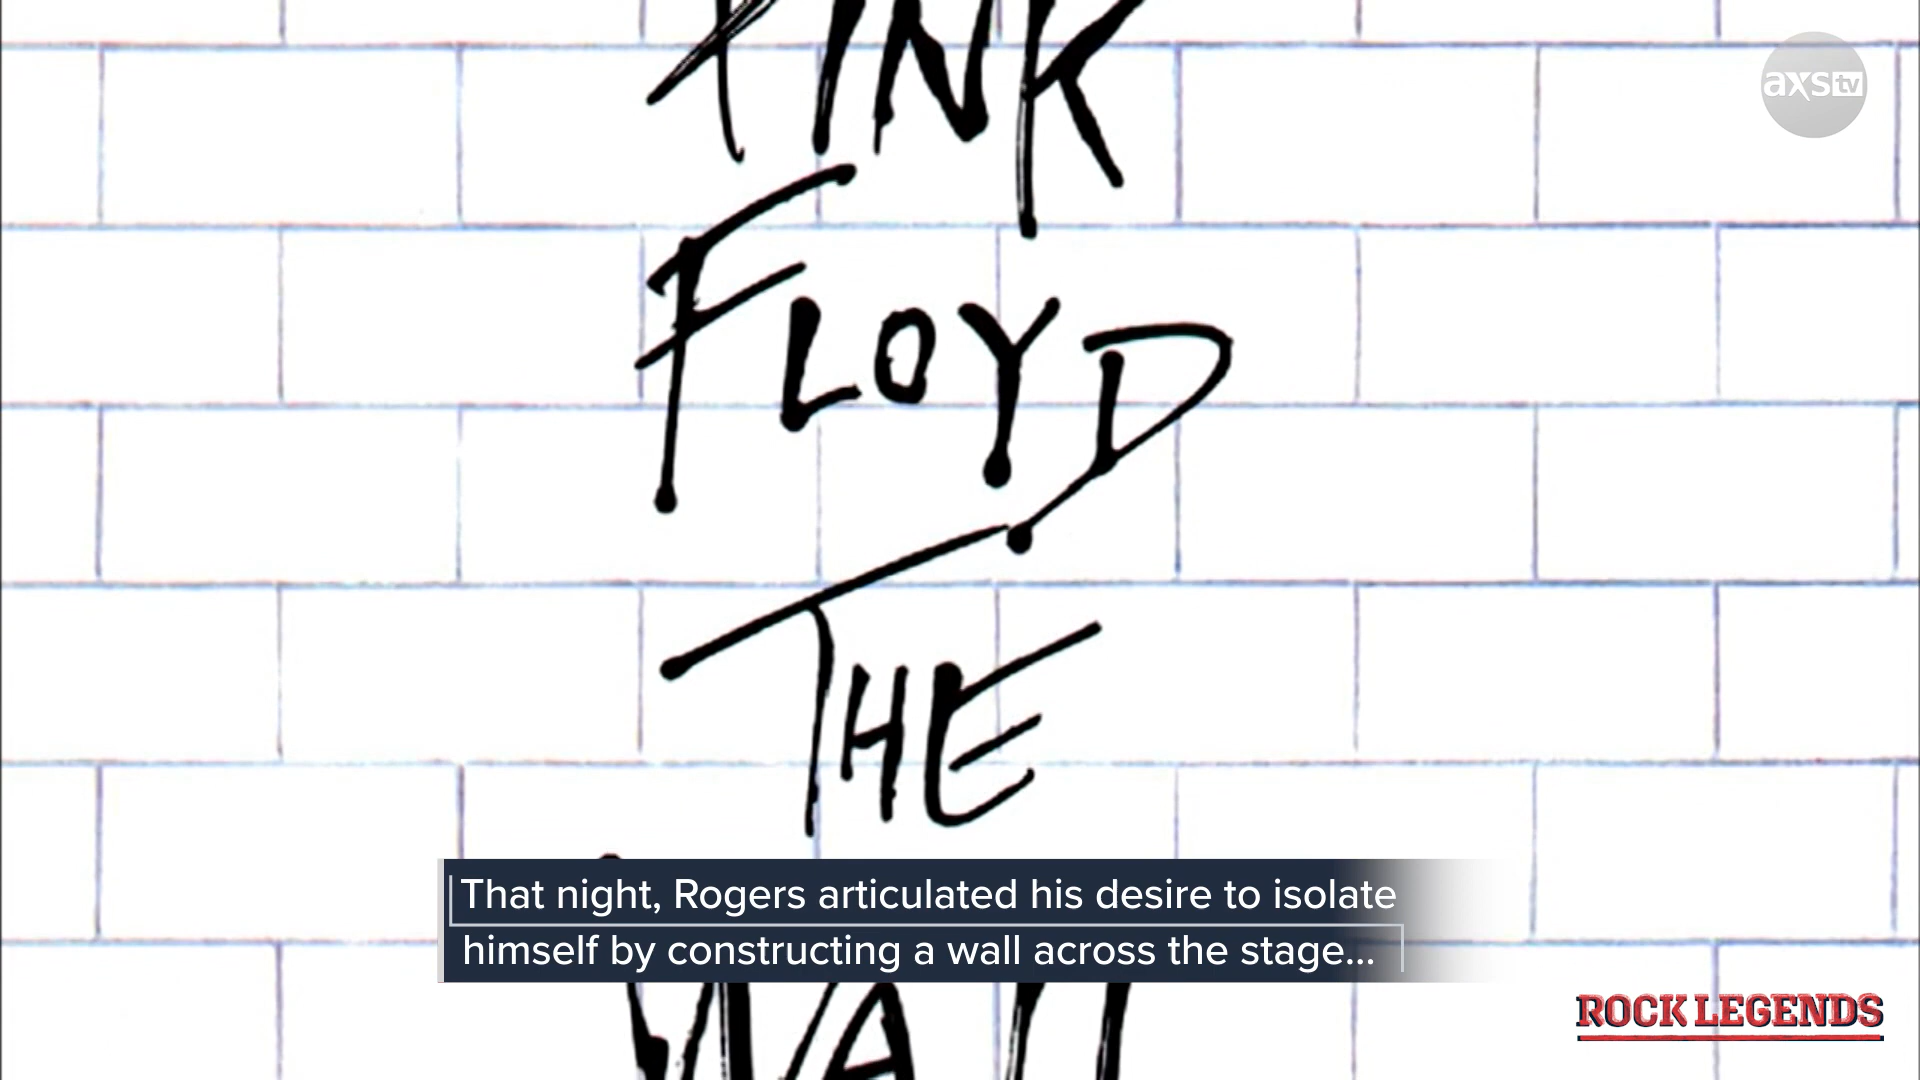 PINK
axs tv
FLOYD
THE
That night, Rogers articulated his desire to isolate
himself by constructing a wall across the stage...
WALL
ROCK LEGENDS